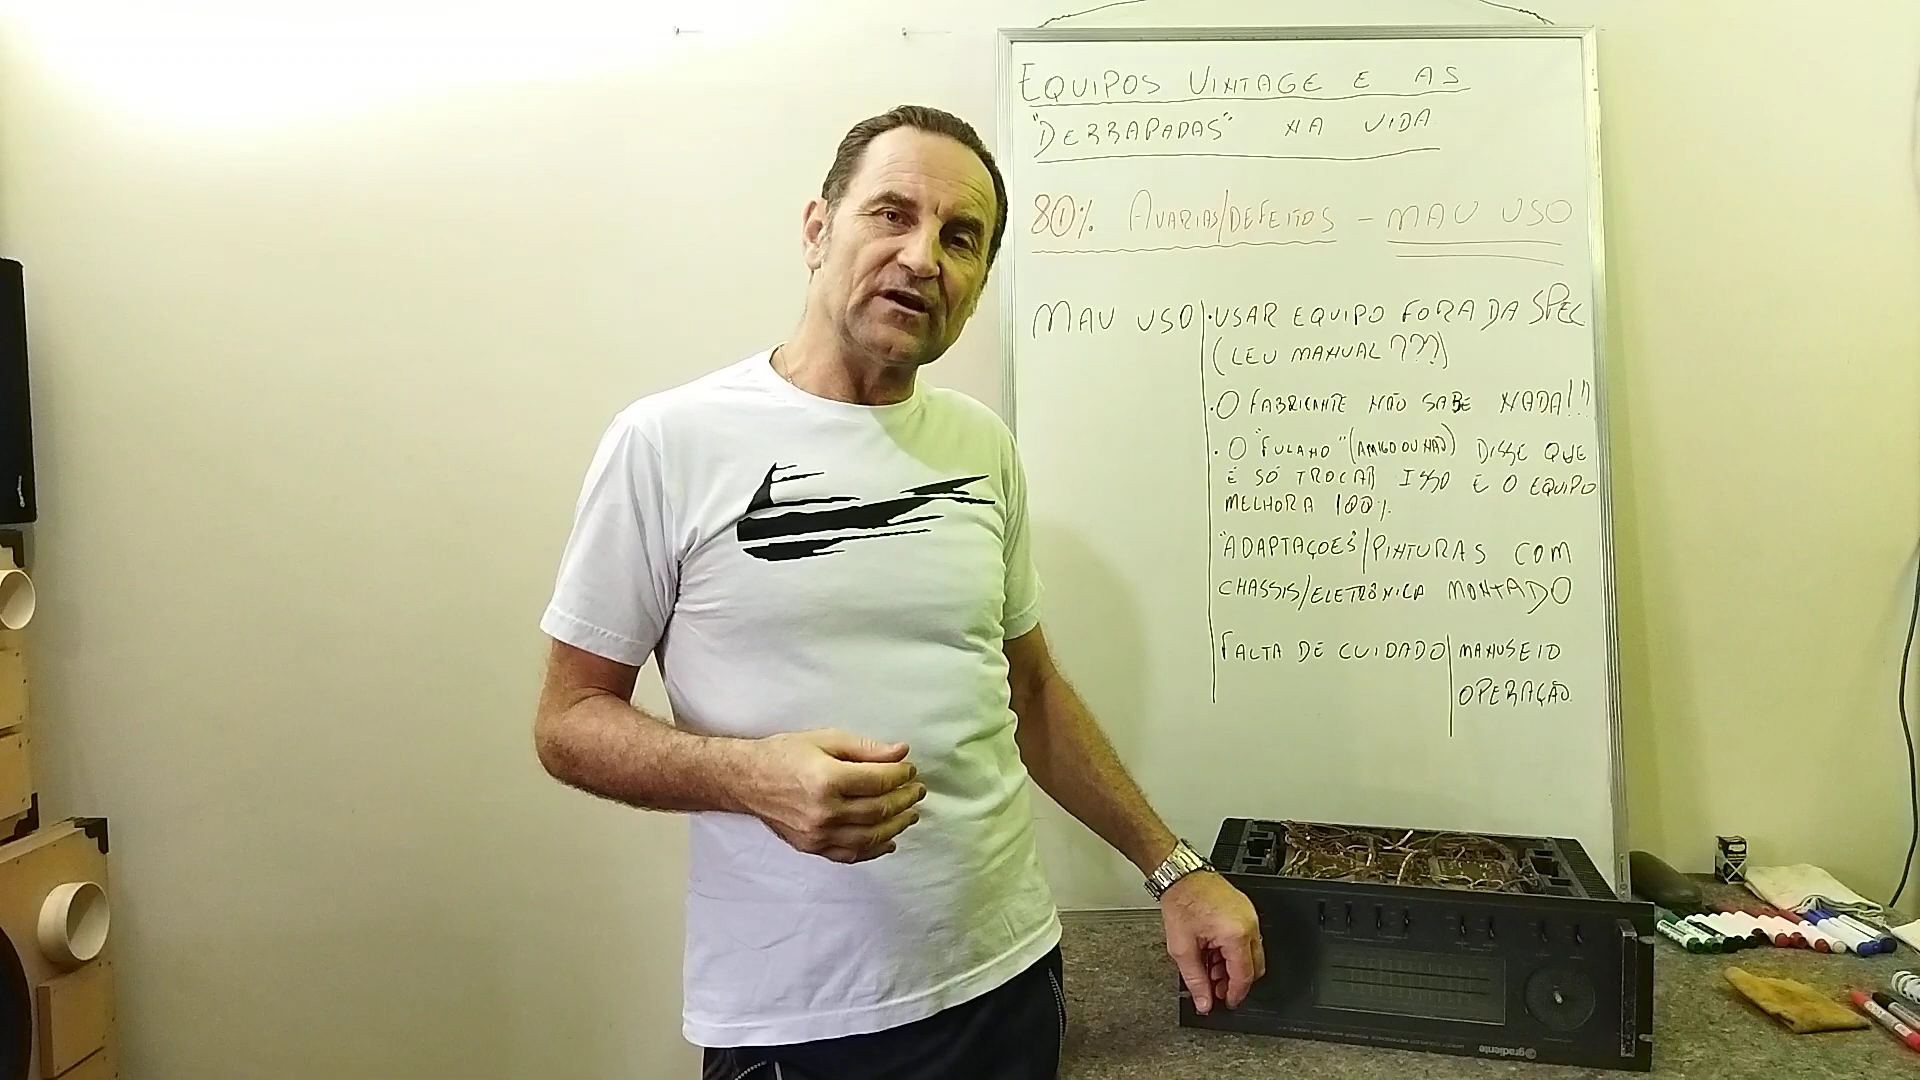 EQUIPOS VINTAGE E AS
"DERRAPADAS" NA VIDA
80% AVARIAS/DEFEITOS - MAU USO
MAU USO
• USAR EQUIPO FORA DA SPEC
(LEU MANUAL ???)
• O FABRICANTE NÃO SABE NADA!!!
• O "FULANO" (AMIGO OU NÃO) DISSE QUE
É SÓ TROCAR ISSO E O EQUIPO
MELHORA 100%
"ADAPTAÇOES"/PINTURAS COM
CHASSIS/ELETRÔNICA MONTADO
FALTA DE CUIDADO
MANUSEIO
OPERAÇÃO
gradiente